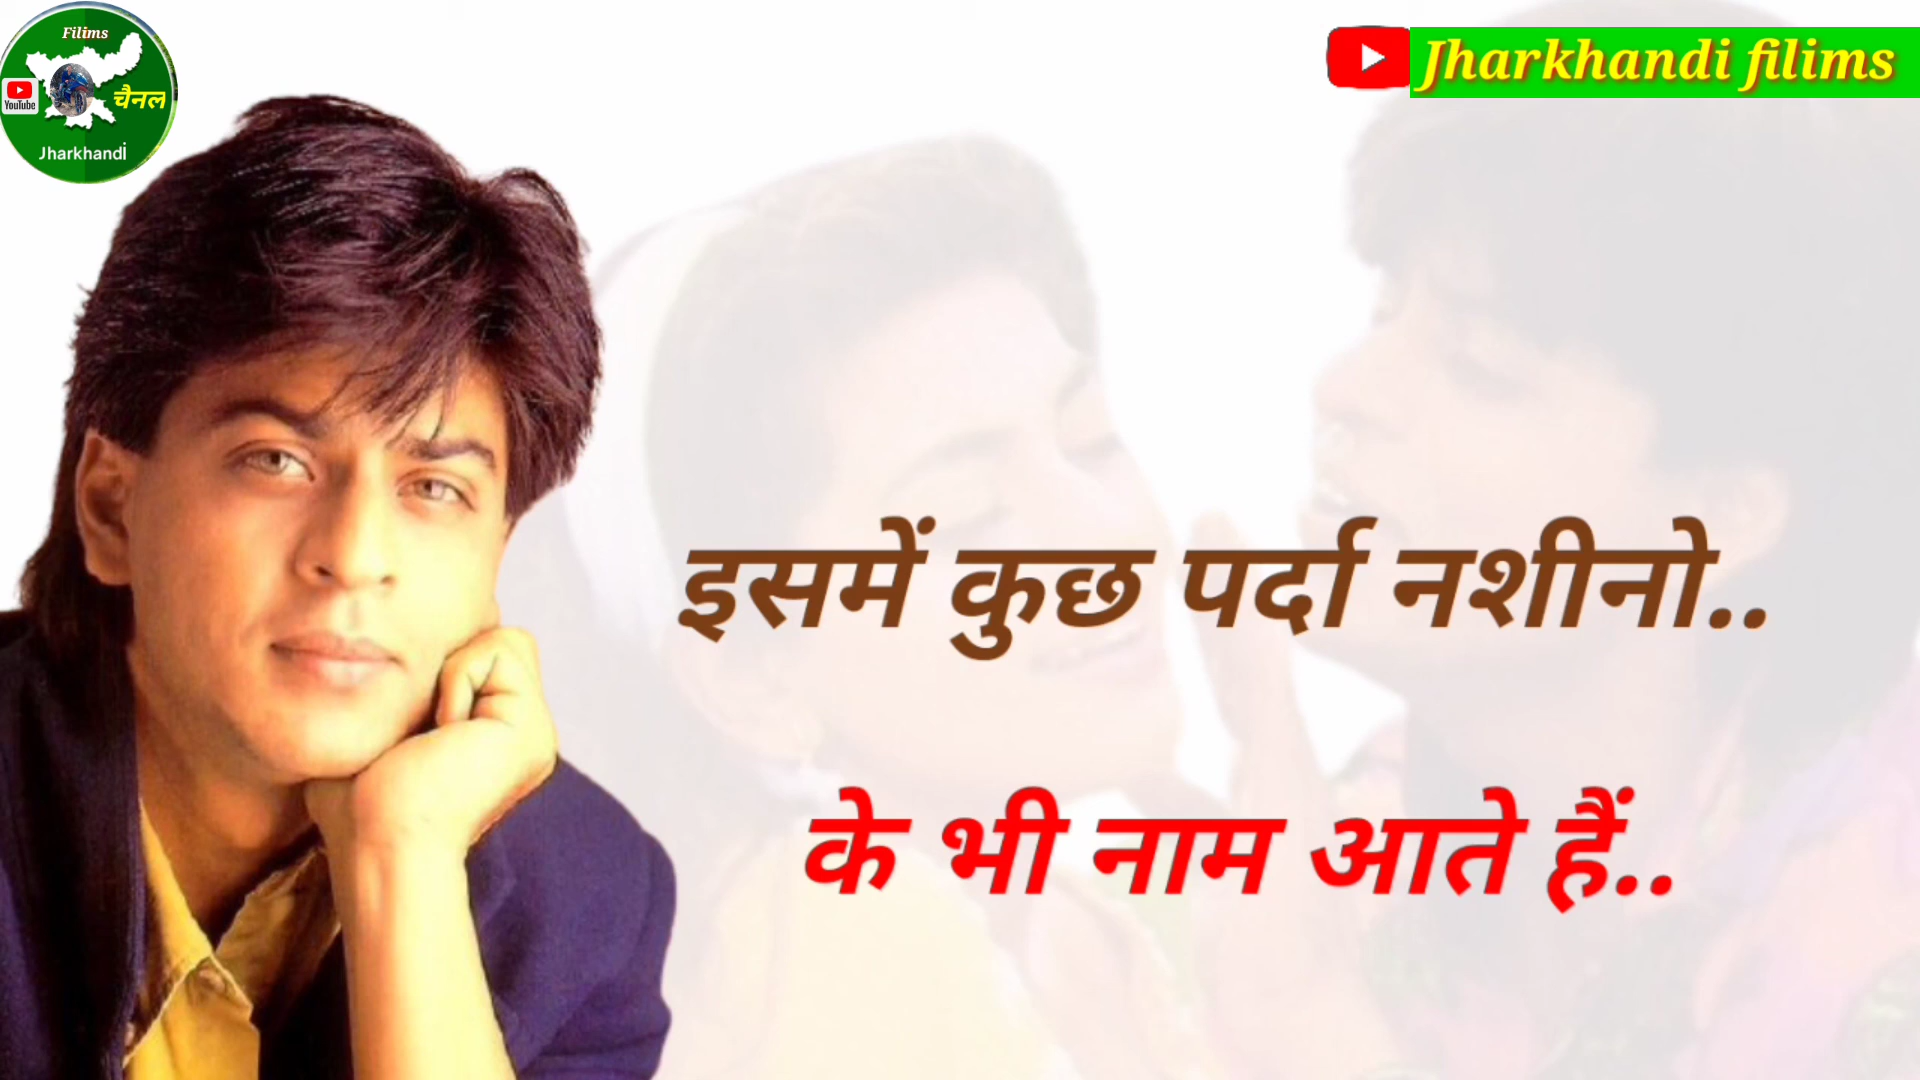 Filims
YouTube
चैनल
Jharkhandi
Jharkhandi filims
इसमें कुछ पर्दा नशीनो..
के भी नाम आते हैं..